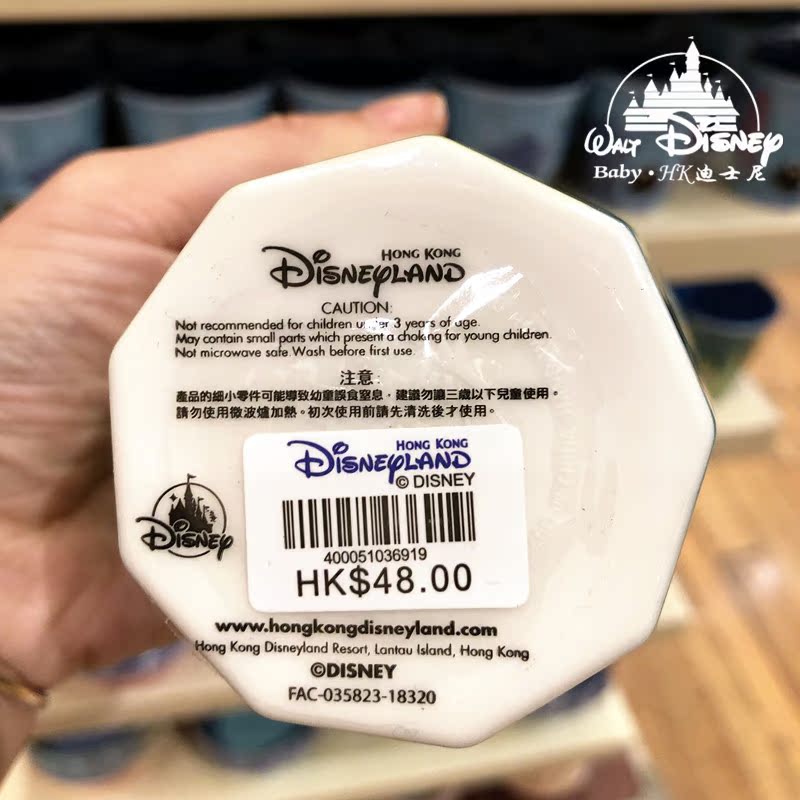 WALT DISNEY
Baby · HK迪士尼
HONG KONG
DISNEYLAND
CAUTION:
Not recommended for children under 3 years of age.
May contain small parts which present a choking for young children.
Not microwave safe.Wash before first use.
注意:
產品的細小零件可能導致幼童誤食窒息，建議勿讓三歲以下兒童使用。
請勿使用微波爐加熱。初次使用前請先清洗後才使用。
HONG KONG
DISNEYLAND
© DISNEY
400051036919
HK$48.00
DISNEY
www.hongkongdisneyland.com
Hong Kong Disneyland Resort, Lantau Island, Hong Kong
©DISNEY
FAC-035823-18320